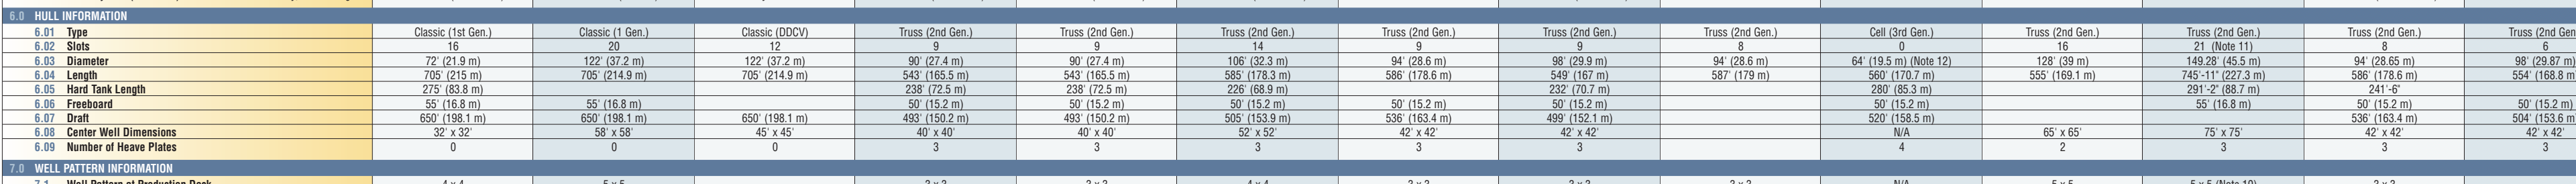 6.0 HULL INFORMATION
6.01 Type Classic (1st Gen.) Classic (1 Gen.) Classic (DDCV) Truss (2nd Gen.) Truss (2nd Gen.) Truss (2nd Gen.) Truss (2nd Gen.) Truss (2nd Gen.) Truss (2nd Gen.) Cell (3rd Gen.) Truss (2nd Gen.) Truss (2nd Gen.) Truss (2nd Gen.) Truss (2nd Gen
6.02 Slots 16 20 12 9 9 14 9 9 8 0 16 21 (Note 11) 8 6
6.03 Diameter 72' (21.9 m) 122' (37.2 m) 122' (37.2 m) 90' (27.4 m) 90' (27.4 m) 106' (32.3 m) 94' (28.6 m) 98' (29.9 m) 94' (28.6 m) 64' (19.5 m) (Note 12) 128' (39 m) 149.28' (45.5 m) 94' (28.65 m) 98' (29.87 m
6.04 Length 705' (215 m) 705' (214.9 m) 705' (214.9 m) 543' (165.5 m) 543' (165.5 m) 585' (178.3 m) 586' (178.6 m) 549' (167 m) 587' (179 m) 560' (170.7 m) 555' (169.1 m) 745'-11" (227.3 m) 586' (178.6 m) 554' (168.8 m
6.05 Hard Tank Length 275' (83.8 m) 238' (72.5 m) 238' (72.5 m) 226' (68.9 m) 232' (70.7 m) 280' (85.3 m) 291'-2" (88.7 m) 241'-6"
6.06 Freeboard 55' (16.8 m) 55' (16.8 m) 50' (15.2 m) 50' (15.2 m) 50' (15.2 m) 50' (15.2 m) 50' (15.2 m) 50' (15.2 m) 55' (16.8 m) 50' (15.2 m) 50' (15.2 m)
6.07 Draft 650' (198.1 m) 650' (198.1 m) 650' (198.1 m) 493' (150.2 m) 493' (150.2 m) 505' (153.9 m) 536' (163.4 m) 499' (152.1 m) 520' (158.5 m) 536' (163.4 m) 504' (153.6 m
6.08 Center Well Dimensions 32' x 32' 58' x 58' 45' x 45' 40' x 40' 40' x 40' 52' x 52' 42' x 42' 42' x 42' N/A 65' x 65' 75' x 75' 42' x 42' 42' x 42'
6.09 Number of Heave Plates 0 0 0 3 3 3 3 3 4 2 3 3 3
7.0 WELL PATTERN INFORMATION